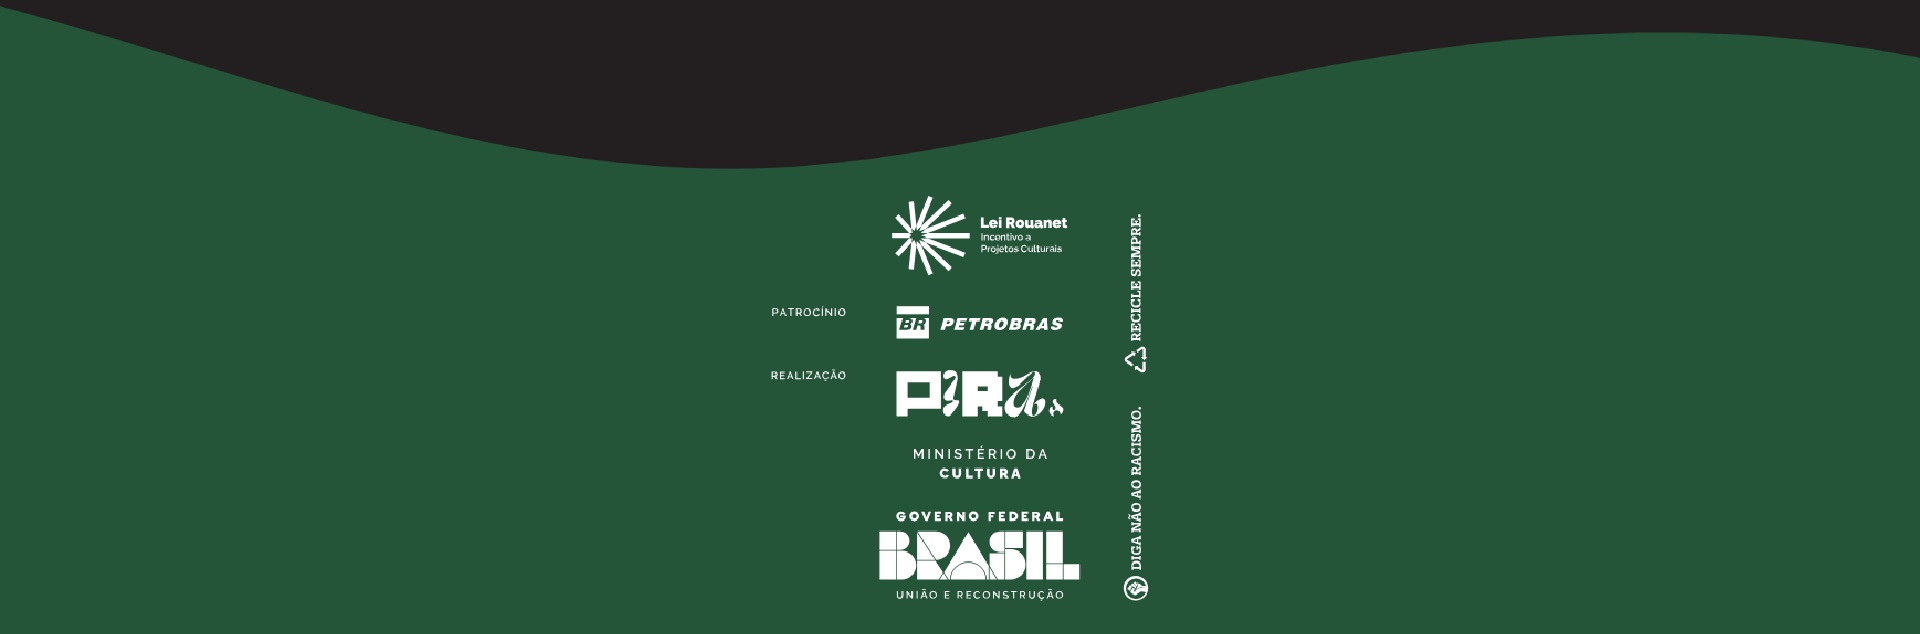 Lei Rouanet
Incentivo a
Projetos Culturais
PATROCÍNIO
BR PETROBRAS
REALIZAÇÃO
PIRA
MINISTÉRIO DA
CULTURA
GOVERNO FEDERAL
BRASIL
UNIÃO E RECONSTRUÇÃO
RECICLE SEMPRE.
DIGA NÃO AO RACISMO.